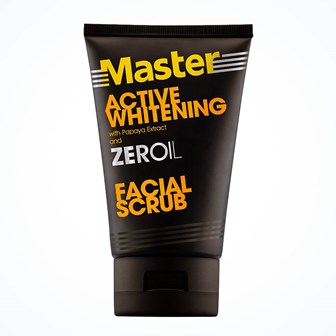 Master
ACTIVE
WHITENING
with Papaya Extract
and
ZEROIL
FACIAL
SCRUB